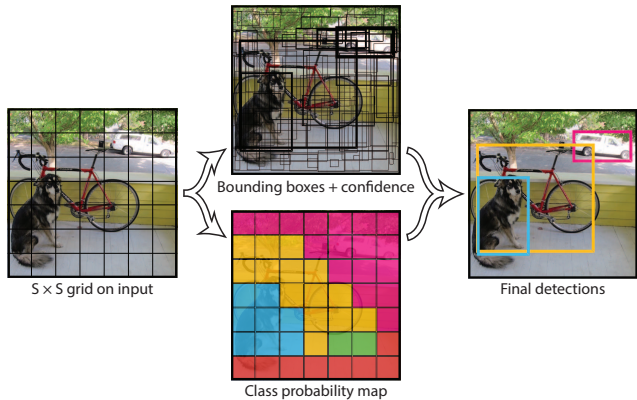 Bounding boxes + confidence
S × S grid on input
Final detections
Class probability map